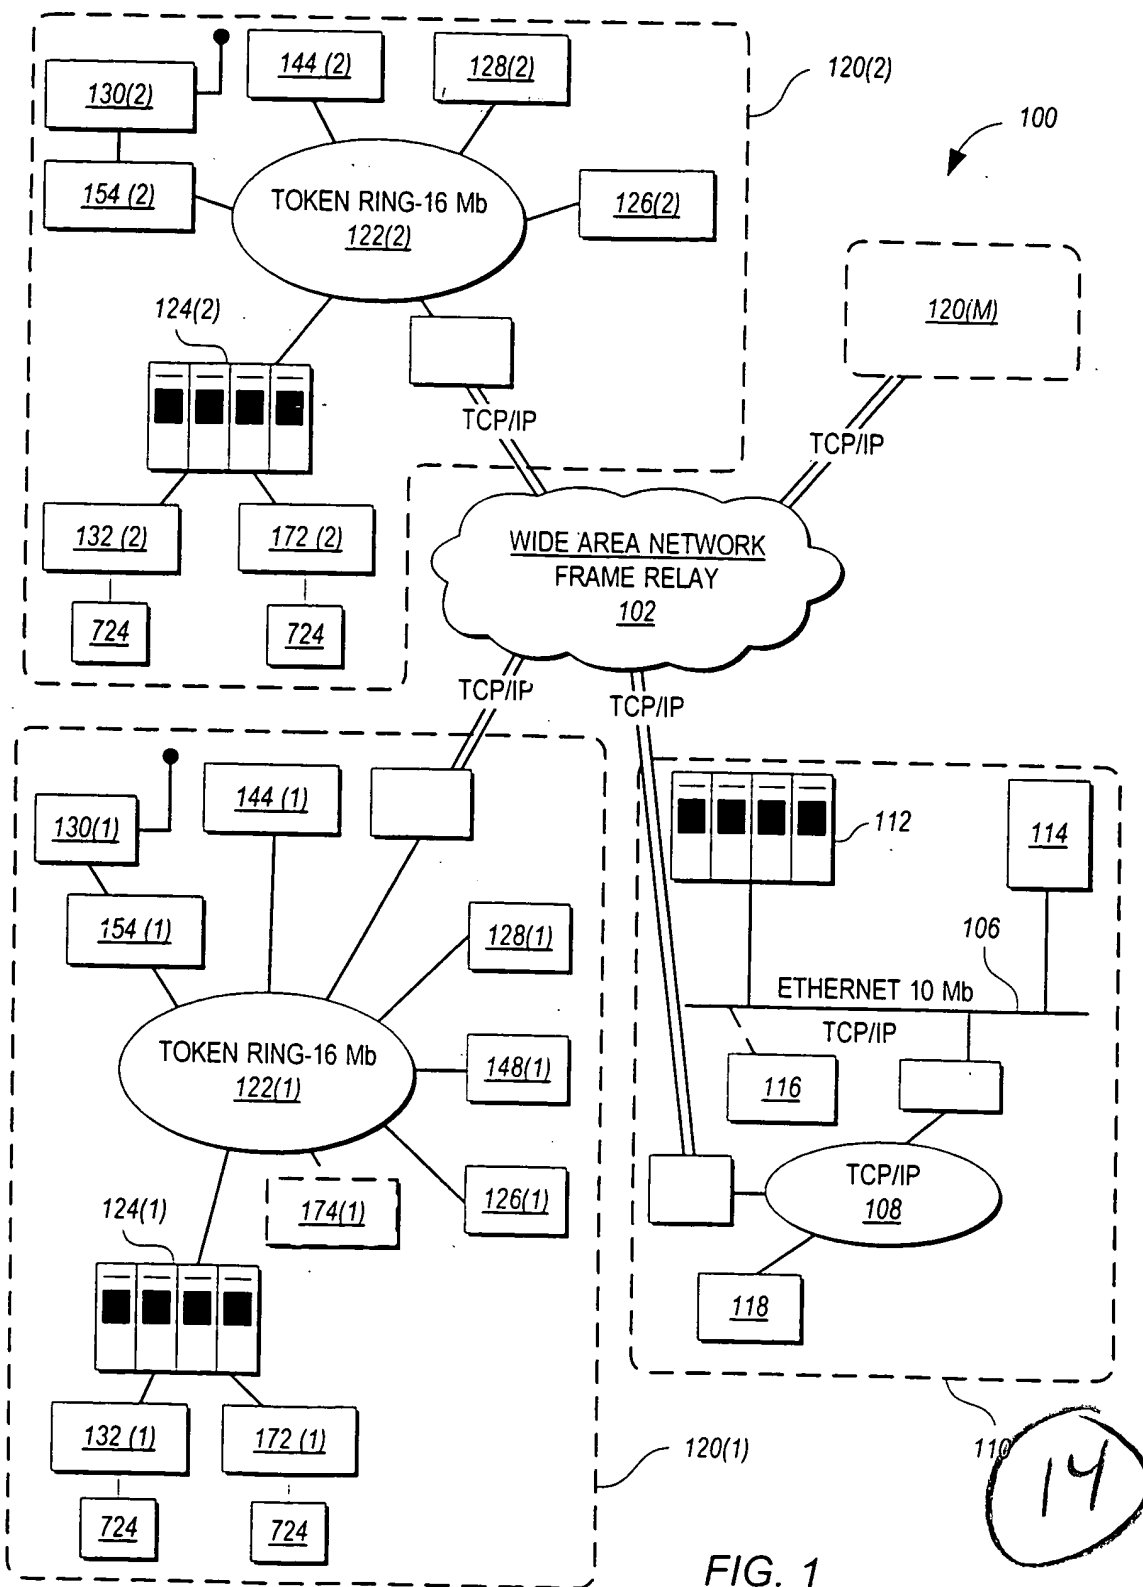 130(2)
144 (2)
128(2)
120(2)
100
154 (2)
TOKEN RING-16 Mb
122(2)
126(2)
120(M)
124(2)
TCP/IP
TCP/IP
132 (2)
172 (2)
WIDE AREA NETWORK
FRAME RELAY
102
724
724
TCP/IP
TCP/IP
130(1)
144 (1)
112
114
154 (1)
128(1)
106
ETHERNET 10 Mb
TCP/IP
TOKEN RING-16 Mb
122(1)
148(1)
116
174(1)
126(1)
TCP/IP
108
124(1)
118
132 (1)
172 (1)
120(1)
110
14
724
724
FIG. 1